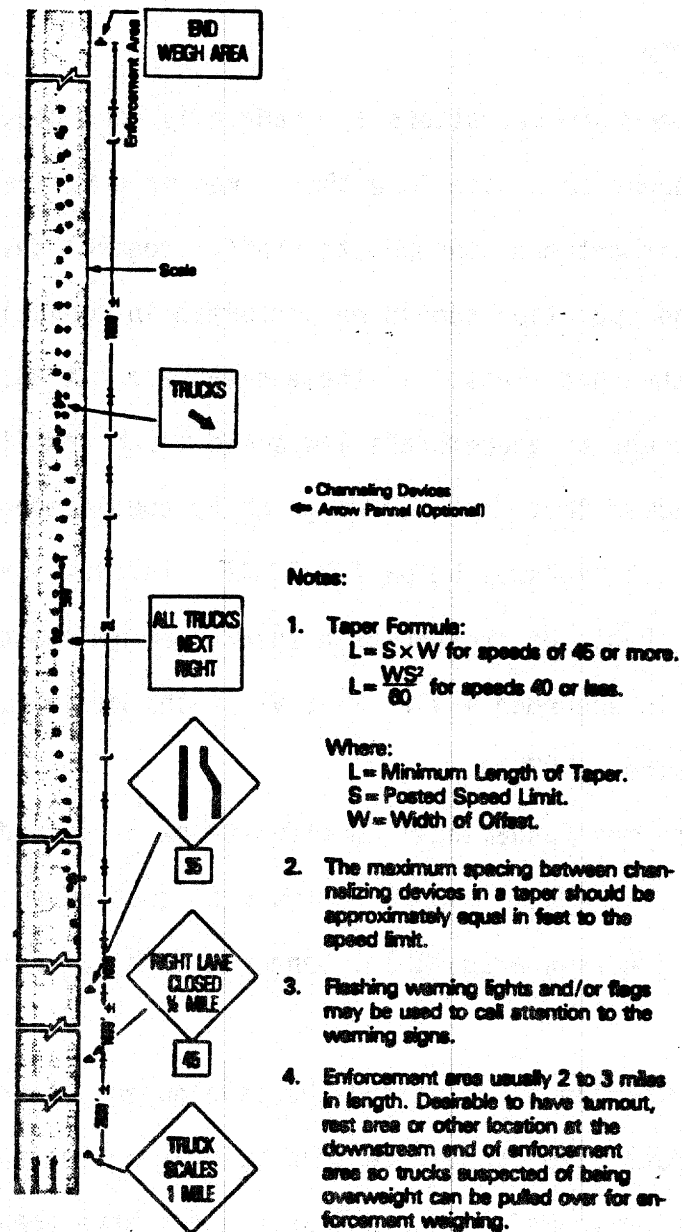 END
WEIGH AREA
Enforcement Area
Scale
TRUCKS
• Channeling Devices
Arrow Pannel (Optional)
ALL TRUCKS
NEXT
RIGHT
35
RIGHT LANE
CLOSED
½ MILE
45
TRUCK
SCALES
1 MILE
Notes:
1. Taper Formula:
L = S × W for speeds of 45 or more.
L = WS²/60 for speeds 40 or less.
Where:
L = Minimum Length of Taper.
S = Posted Speed Limit.
W = Width of Offset.
2. The maximum spacing between chan-
nelizing devices in a taper should be
approximately equal in feet to the
speed limit.
3. Flashing warning lights and/or flags
may be used to call attention to the
warning signs.
4. Enforcement area usually 2 to 3 miles
in length. Desirable to have turnout,
rest area or other location at the
downstream end of enforcement
area so trucks suspected of being
overweight can be pulled over for en-
forcement weighing.